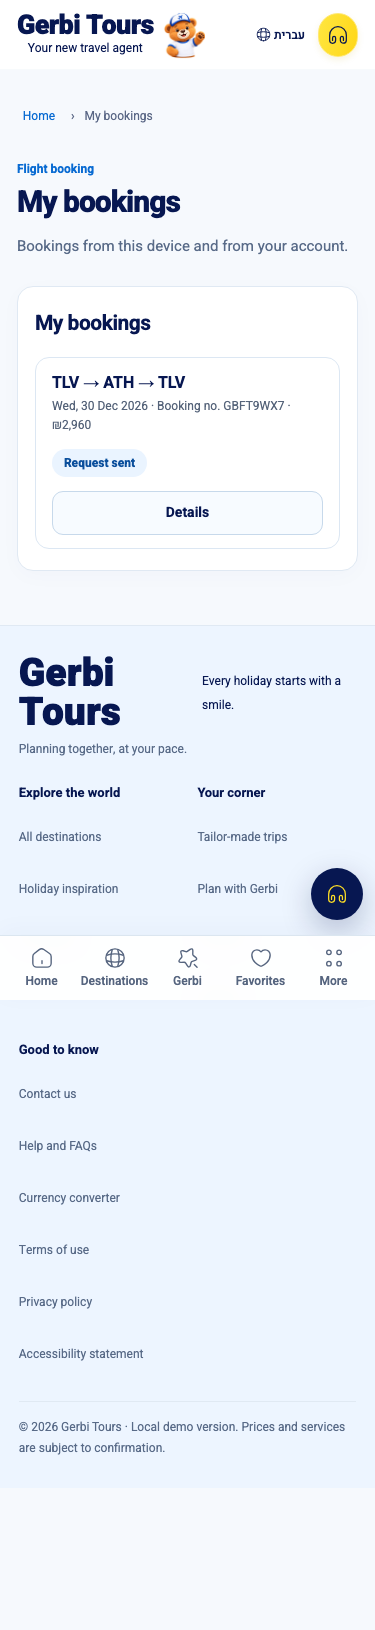 Gerbi Tours
Your new travel agent
עברית
Home › My bookings
Flight booking
My bookings
Bookings from this device and from your account.
My bookings
TLV → ATH → TLV
Wed, 30 Dec 2026 · Booking no. GBFT9WX7 ·
₪2,960
Request sent
Details
Gerbi
Tours
Every holiday starts with a
smile.
Planning together, at your pace.
Explore the world
Your corner
All destinations
Tailor-made trips
Holiday inspiration
Plan with Gerbi
Home
Destinations
Gerbi
Favorites
More
Good to know
Contact us
Help and FAQs
Currency converter
Terms of use
Privacy policy
Accessibility statement
© 2026 Gerbi Tours · Local demo version. Prices and services
are subject to confirmation.